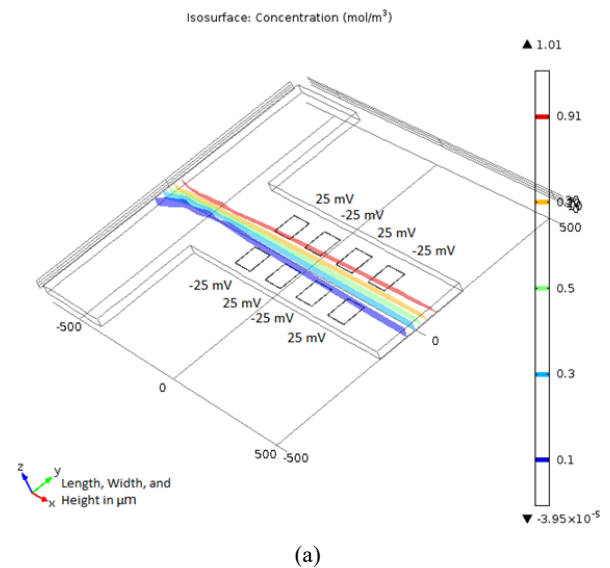 Isosurface: Concentration (mol/m³)
▲ 1.01
0.91
500
25 mV
-25 mV
25 mV
-25 mV
-25 mV
25 mV
-25 mV
25 mV
0.5
0
-500
0
0.3
500 -500
0.1
z
y
x
Length, Width, and
Height in μm
▼ -3.95×10⁻⁵
(a)